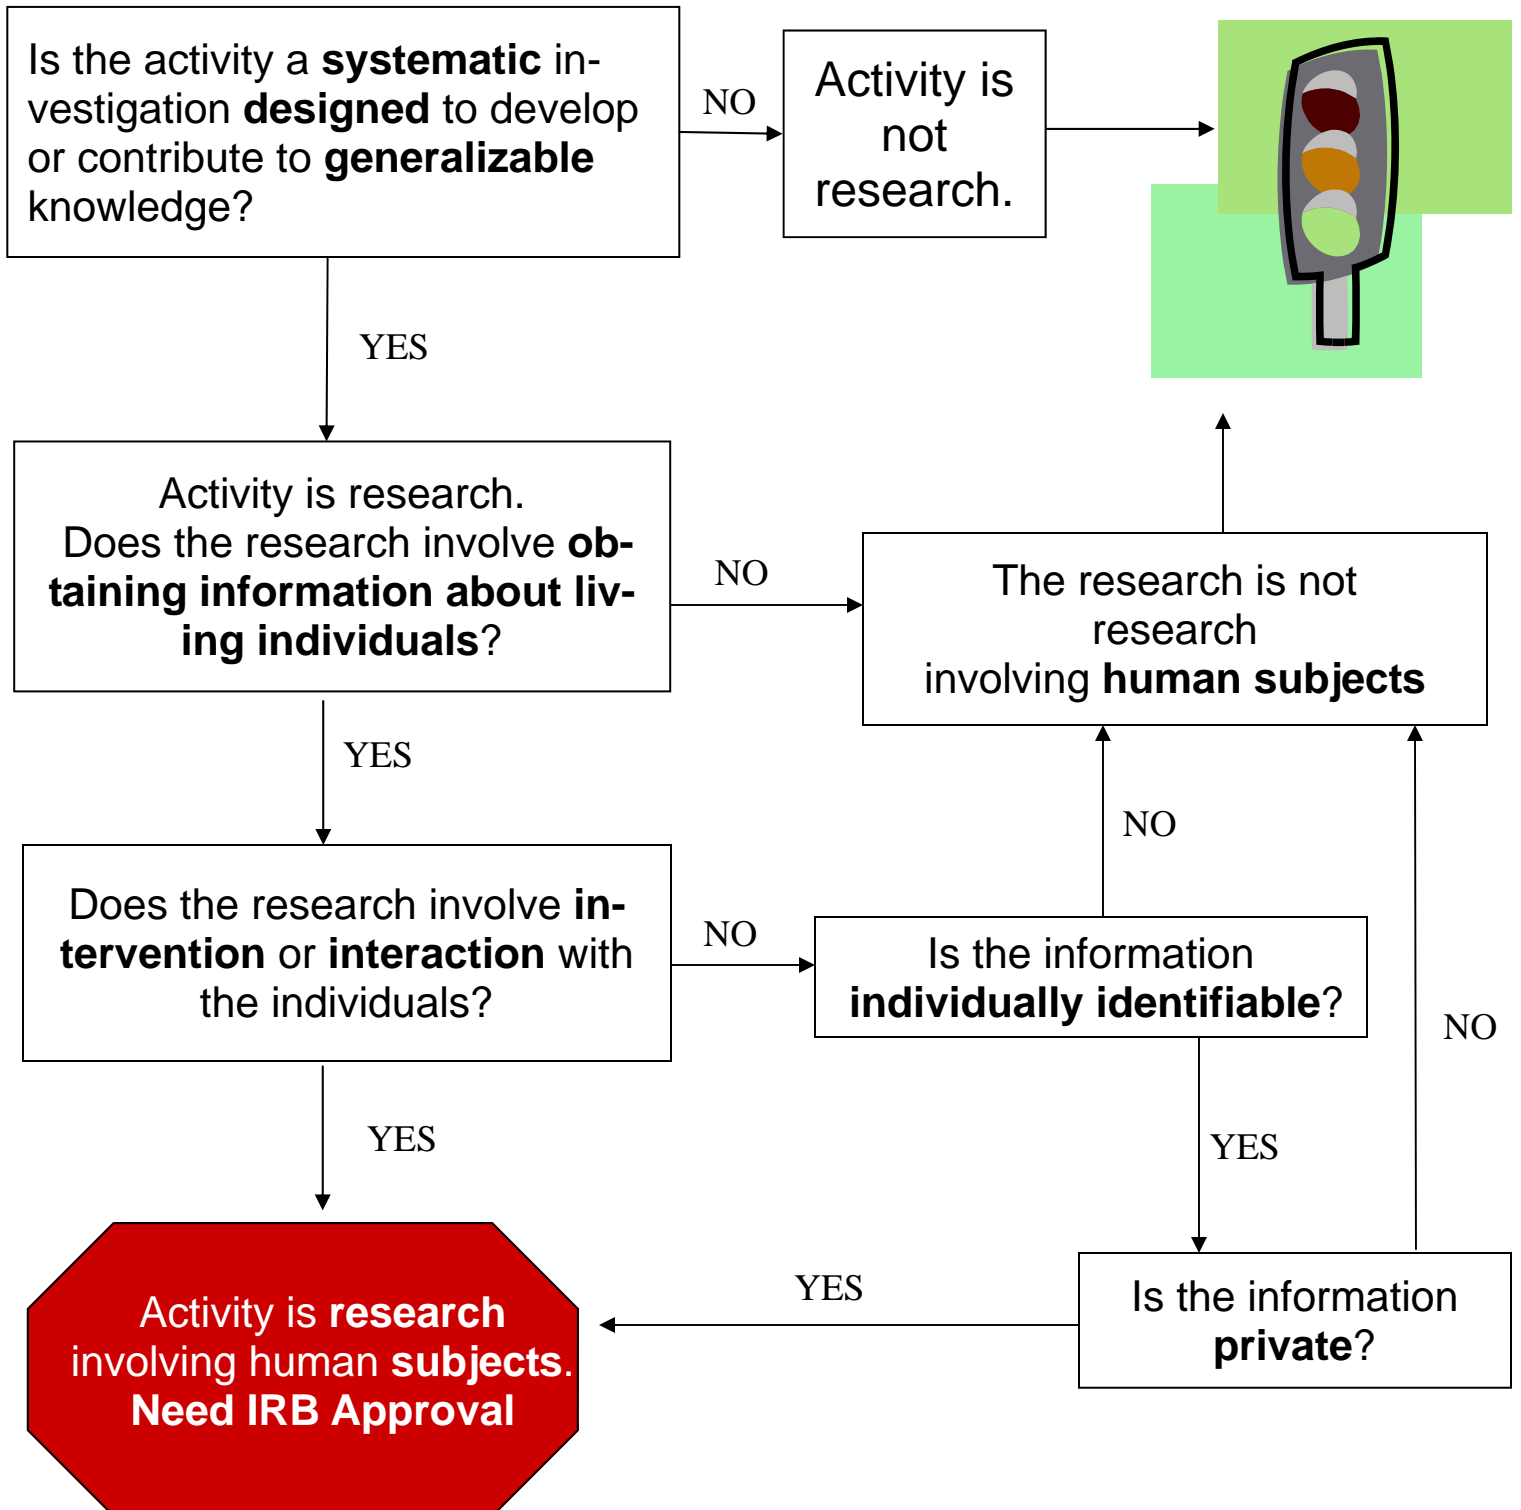 Is the activity a systematic in-
vestigation designed to develop
or contribute to generalizable
knowledge?
NO
Activity is
not
research.
YES
Activity is research.
Does the research involve ob-
taining information about liv-
ing individuals?
NO
The research is not
research
involving human subjects
YES
NO
Does the research involve in-
tervention or interaction with
the individuals?
NO
Is the information
individually identifiable?
NO
YES
YES
Activity is research
involving human subjects.
Need IRB Approval
YES
Is the information
private?